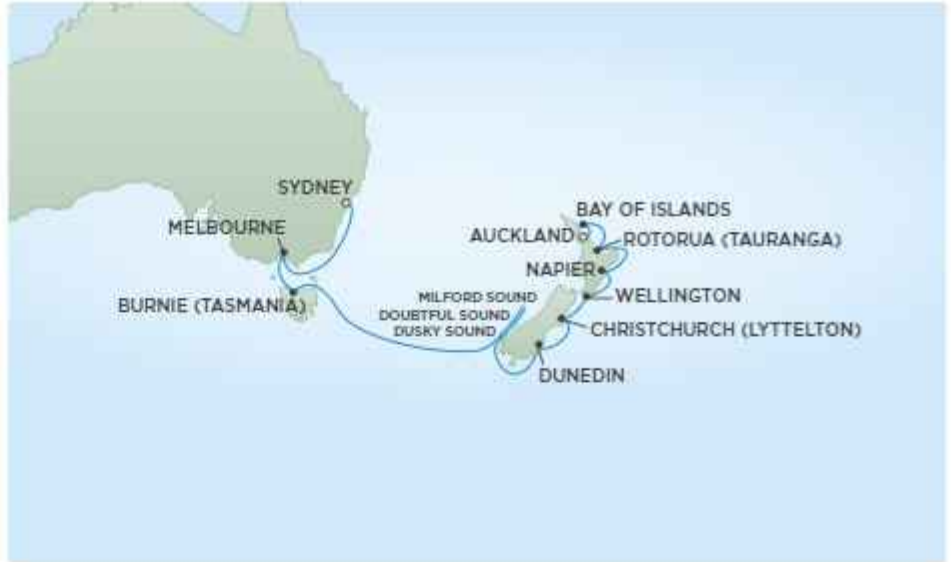 SYDNEY
MELBOURNE
BURNIE (TASMANIA)
BAY OF ISLANDS
AUCKLAND
ROTORUA (TAURANGA)
NAPIER
WELLINGTON
MILFORD SOUND
DOUBTFUL SOUND
DUSKY SOUND
CHRISTCHURCH (LYTTELTON)
DUNEDIN